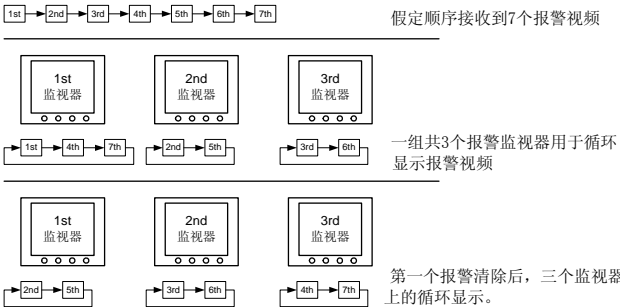 1st 2nd 3rd 4th 5th 6th 7th 假定顺序接收到7个报警视频
1st 2nd 3rd
监视器 监视器 监视器
1st 4th 7th 2nd 5th 3rd 6th 一组共3个报警监视器用于循环
显示报警视频
1st 2nd 3rd
监视器 监视器 监视器
第一个报警清除后，三个监视器
2nd 5th 3rd 6th 4th 7th 上的循环显示。